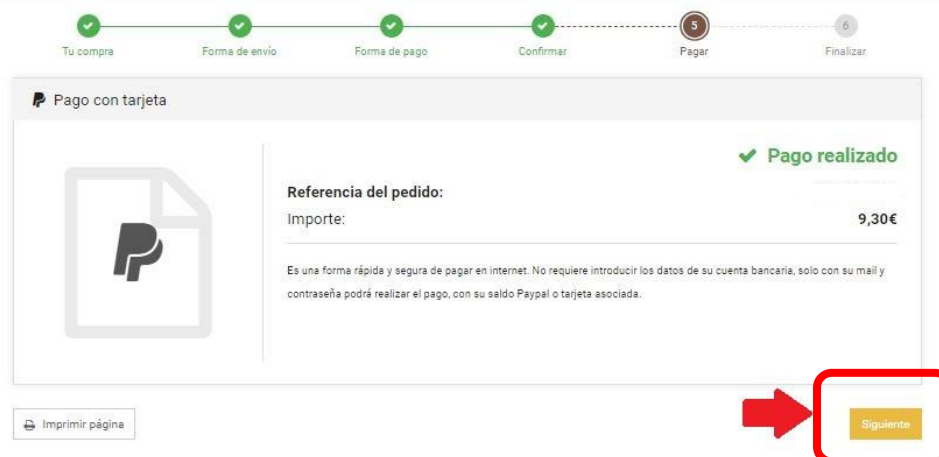 5 6
Tu compra Forma de envío Forma de pago Confirmar Pagar Finalizar
Pago con tarjeta
Pago realizado
Referencia del pedido:
Importe: 9,30€
Es una forma rápida y segura de pagar en internet. No requiere introducir los datos de su cuenta bancaria, solo con su mail y
contraseña podrá realizar el pago, con su saldo Paypal o tarjeta asociada.
Imprimir página Siguiente